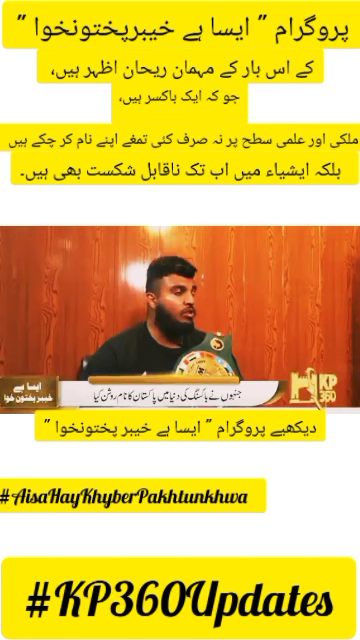 پروگرام " ایسا ہے خیبرپختونخوا "
کے اس بار کے مہمان ریحان اظہر ہیں،
جو کہ ایک باکسر ہیں،
ملکی اور علمی سطح پر نہ صرف کئی تمغے اپنے نام کر چکے ہیں
بلکہ ایشیاء میں اب تک ناقابل شکست بھی ہیں۔
KP
360
ایسا ہے
خیبر پختون خوا
جنہوں نے باکسنگ کی دنیا میں پاکستان کا نام روشن کیا
دیکھیے پروگرام " ایسا ہے خیبر پختونخوا "
#AisaHayKhyberPakhtunkhwa
#KP360Updates